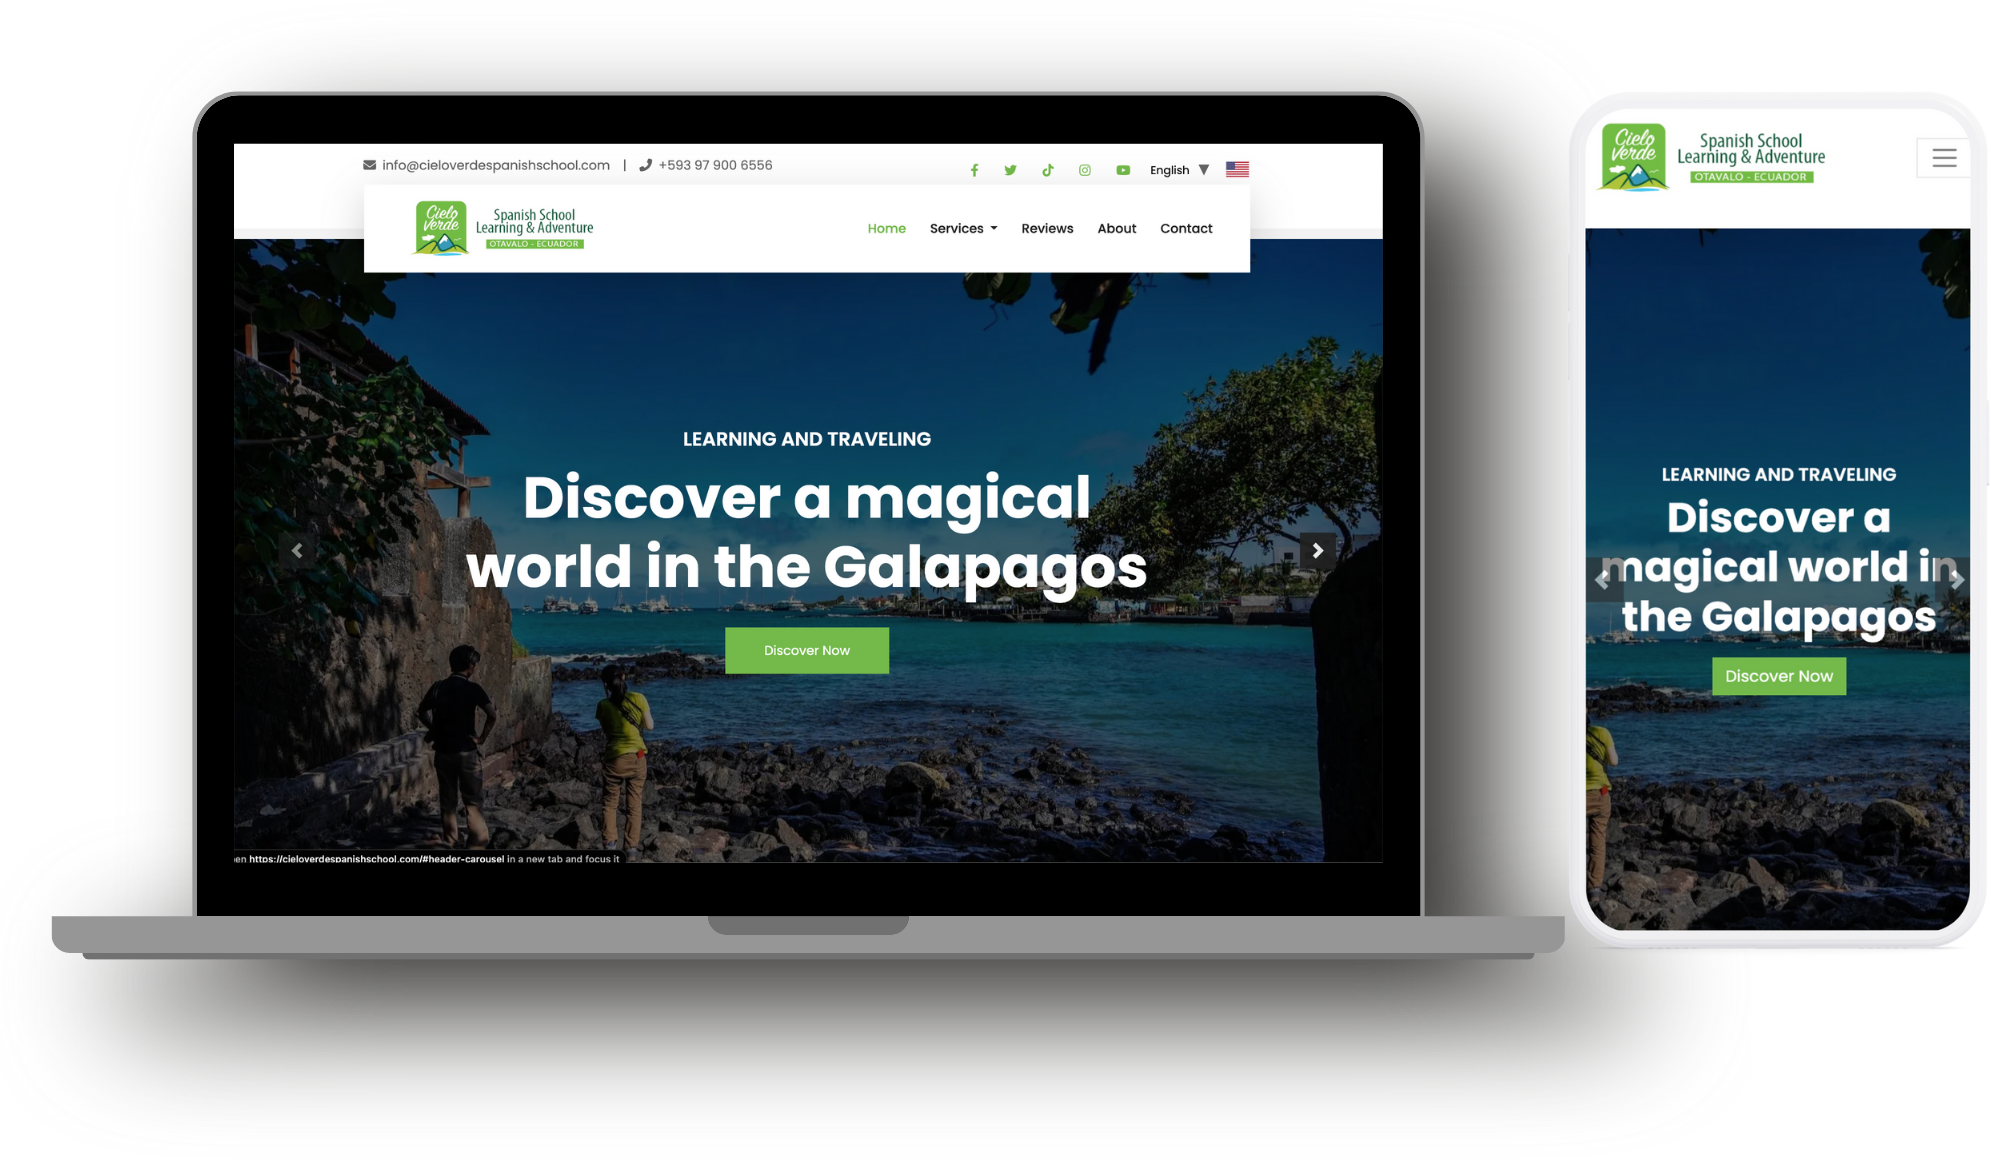 info@cieloverdespanishschool.com | +593 97 900 6556
English
Cielo
Verde
Spanish School
Learning & Adventure
OTAVALO - ECUADOR
Home Services Reviews About Contact
LEARNING AND TRAVELING
Discover a magical
world in the Galapagos
Discover Now
en https://cieloverdespanishschool.com/#header-carousel in a new tab and focus it
Cielo
Verde
Spanish School
Learning & Adventure
OTAVALO - ECUADOR
LEARNING AND TRAVELING
Discover a
magical world in
the Galapagos
Discover Now